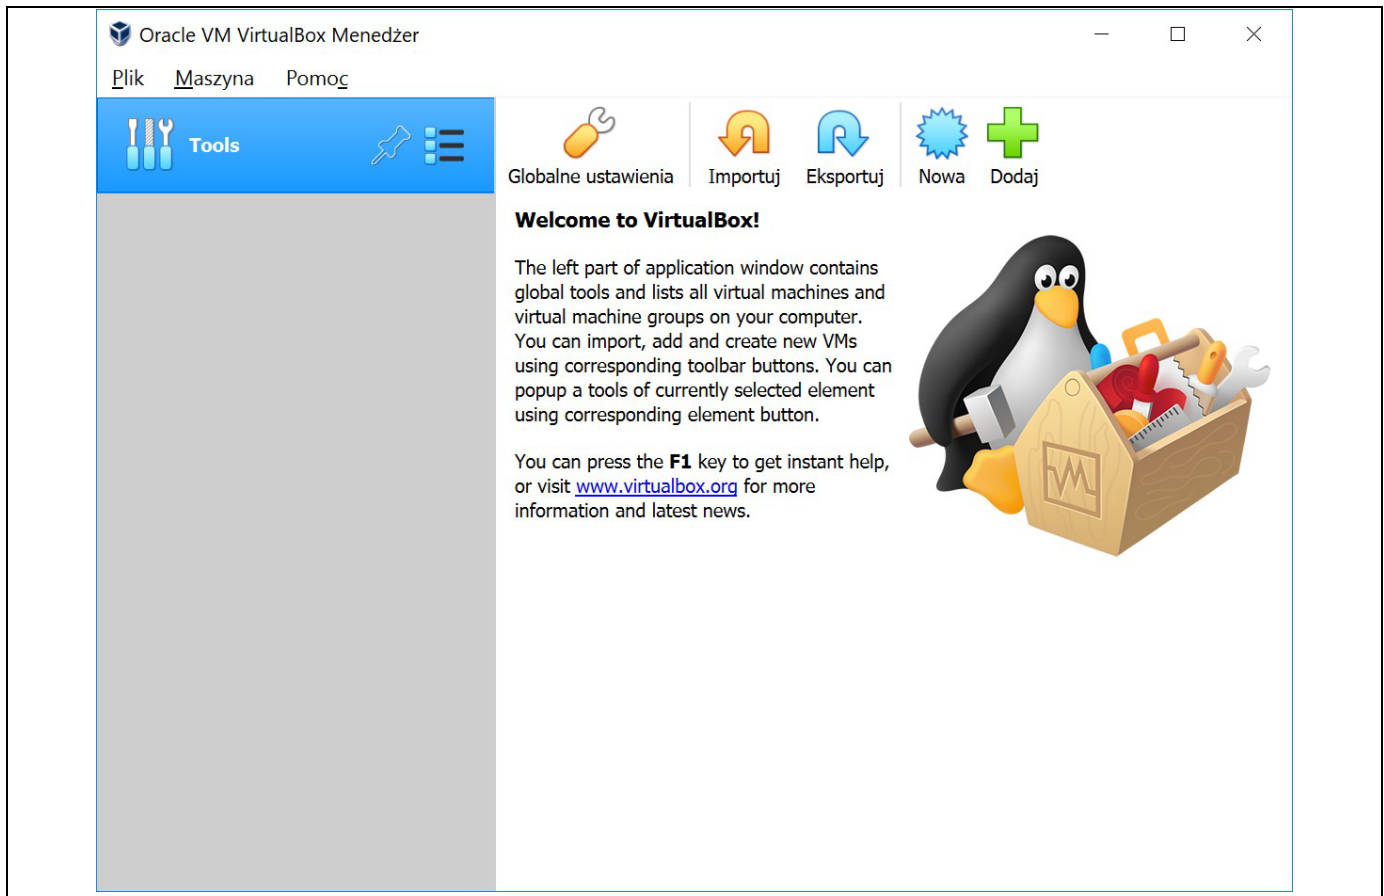 Oracle VM VirtualBox Menedżer
Plik Maszyna Pomoc
Tools
Globalne ustawienia Importuj Eksportuj Nowa Dodaj
Welcome to VirtualBox!
The left part of application window contains
global tools and lists all virtual machines and
virtual machine groups on your computer.
You can import, add and create new VMs
using corresponding toolbar buttons. You can
popup a tools of currently selected element
using corresponding element button.
You can press the F1 key to get instant help,
or visit www.virtualbox.org for more
information and latest news.